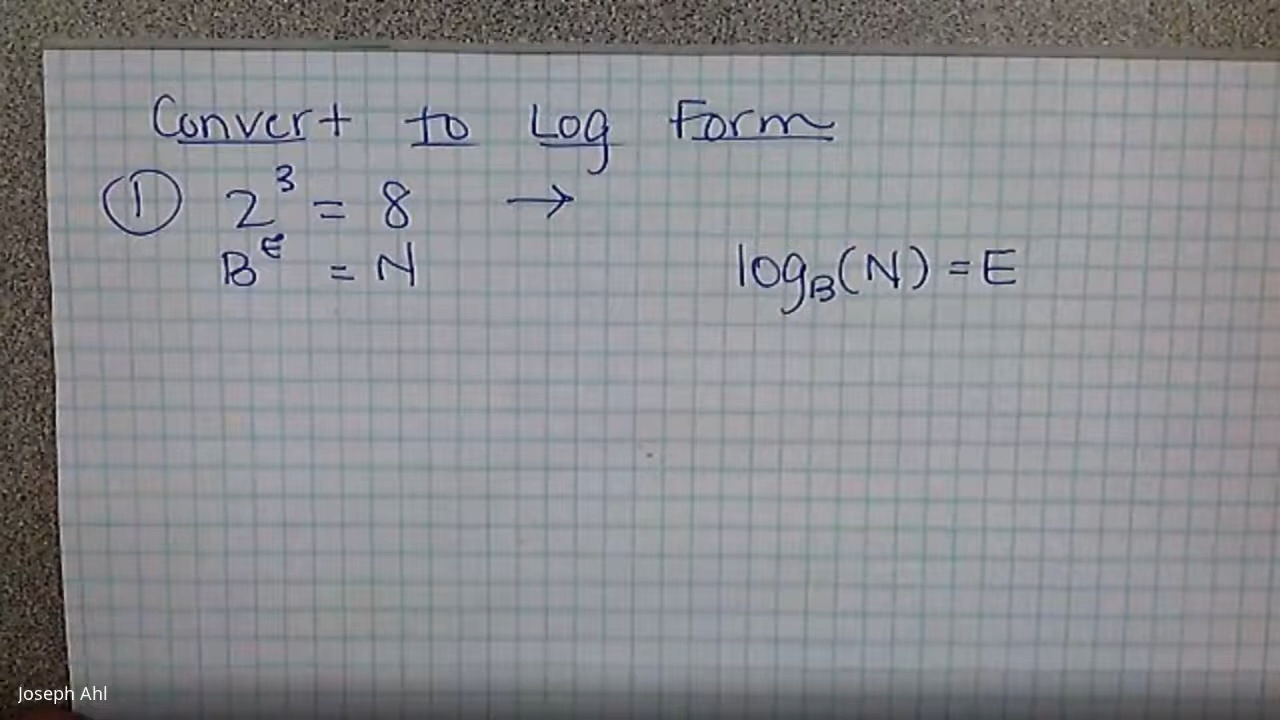 Convert to Log Form
① 2³ = 8 →
B^E = N
log_B(N) = E
Joseph Ahl